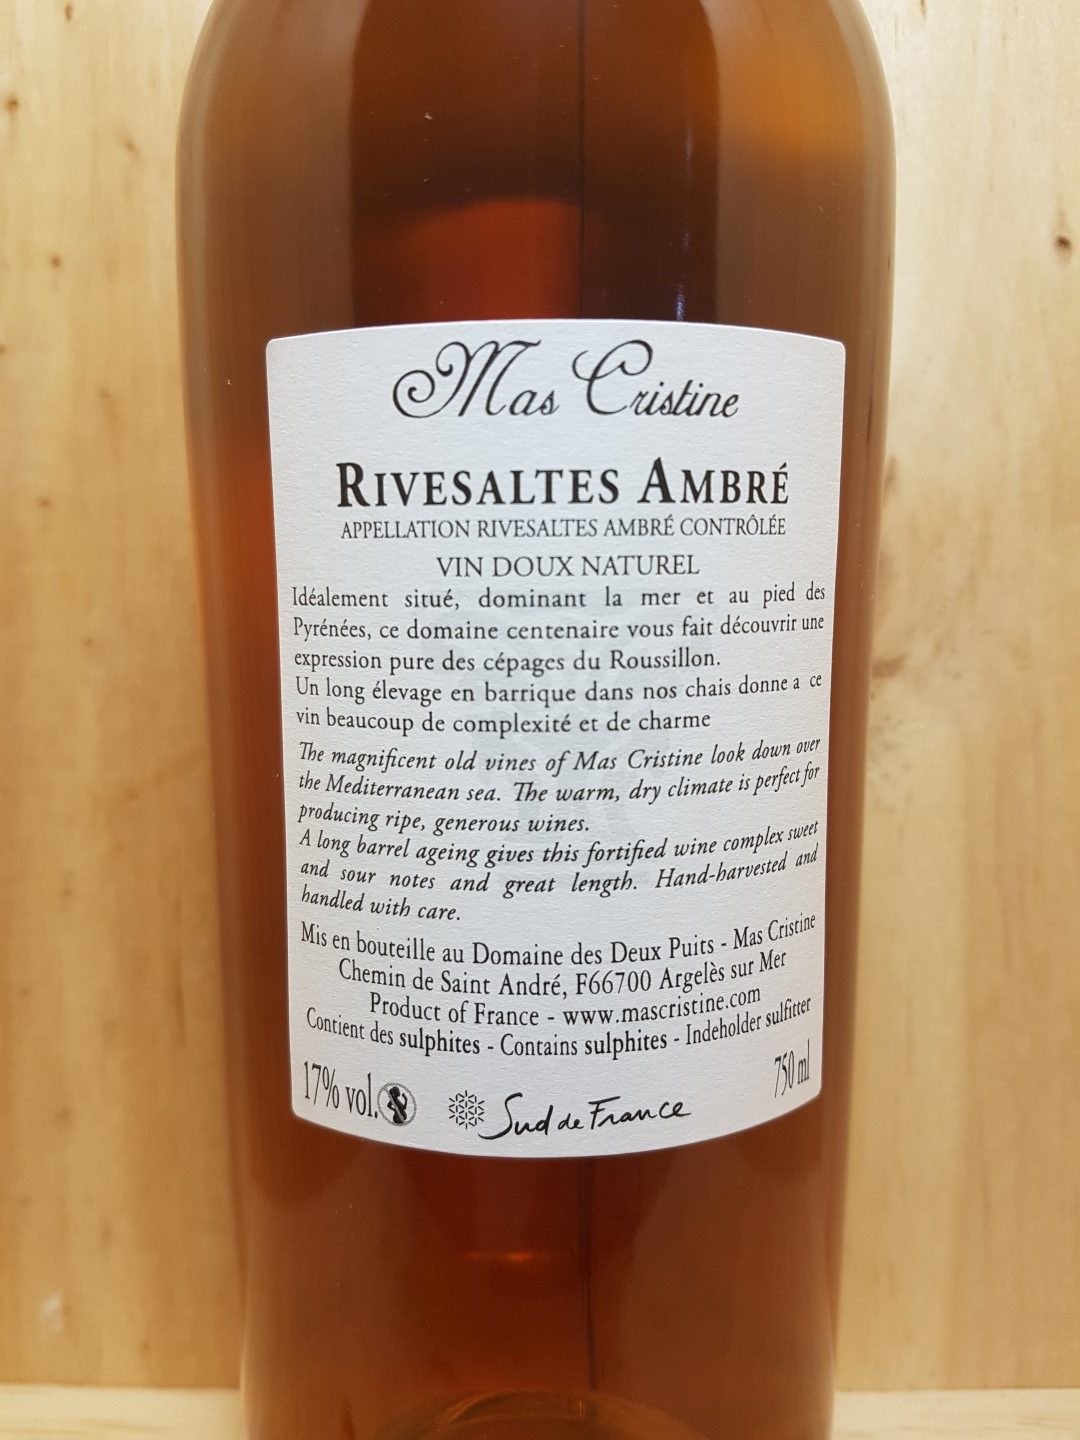 Mas Cristine
RIVESALTES AMBRÉ
APPELLATION RIVESALTES AMBRÉ CONTRÔLÉE
VIN DOUX NATUREL
Idéalement situé, dominant la mer et au pied des
Pyrénées, ce domaine centenaire vous fait découvrir une
expression pure des cépages du Roussillon.
Un long élevage en barrique dans nos chais donne a ce
vin beaucoup de complexité et de charme
The magnificent old vines of Mas Cristine look down over
the Mediterranean sea. The warm, dry climate is perfect for
producing ripe, generous wines.
A long barrel ageing gives this fortified wine complex sweet
and sour notes and great length. Hand-harvested and
handled with care.
Mis en bouteille au Domaine des Deux Puits - Mas Cristine
Chemin de Saint André, F66700 Argelès sur Mer
Product of France - www.mascristine.com
Contient des sulphites - Contains sulphites - Indeholder sulfitter
17% vol. 750 ml
Sud de France